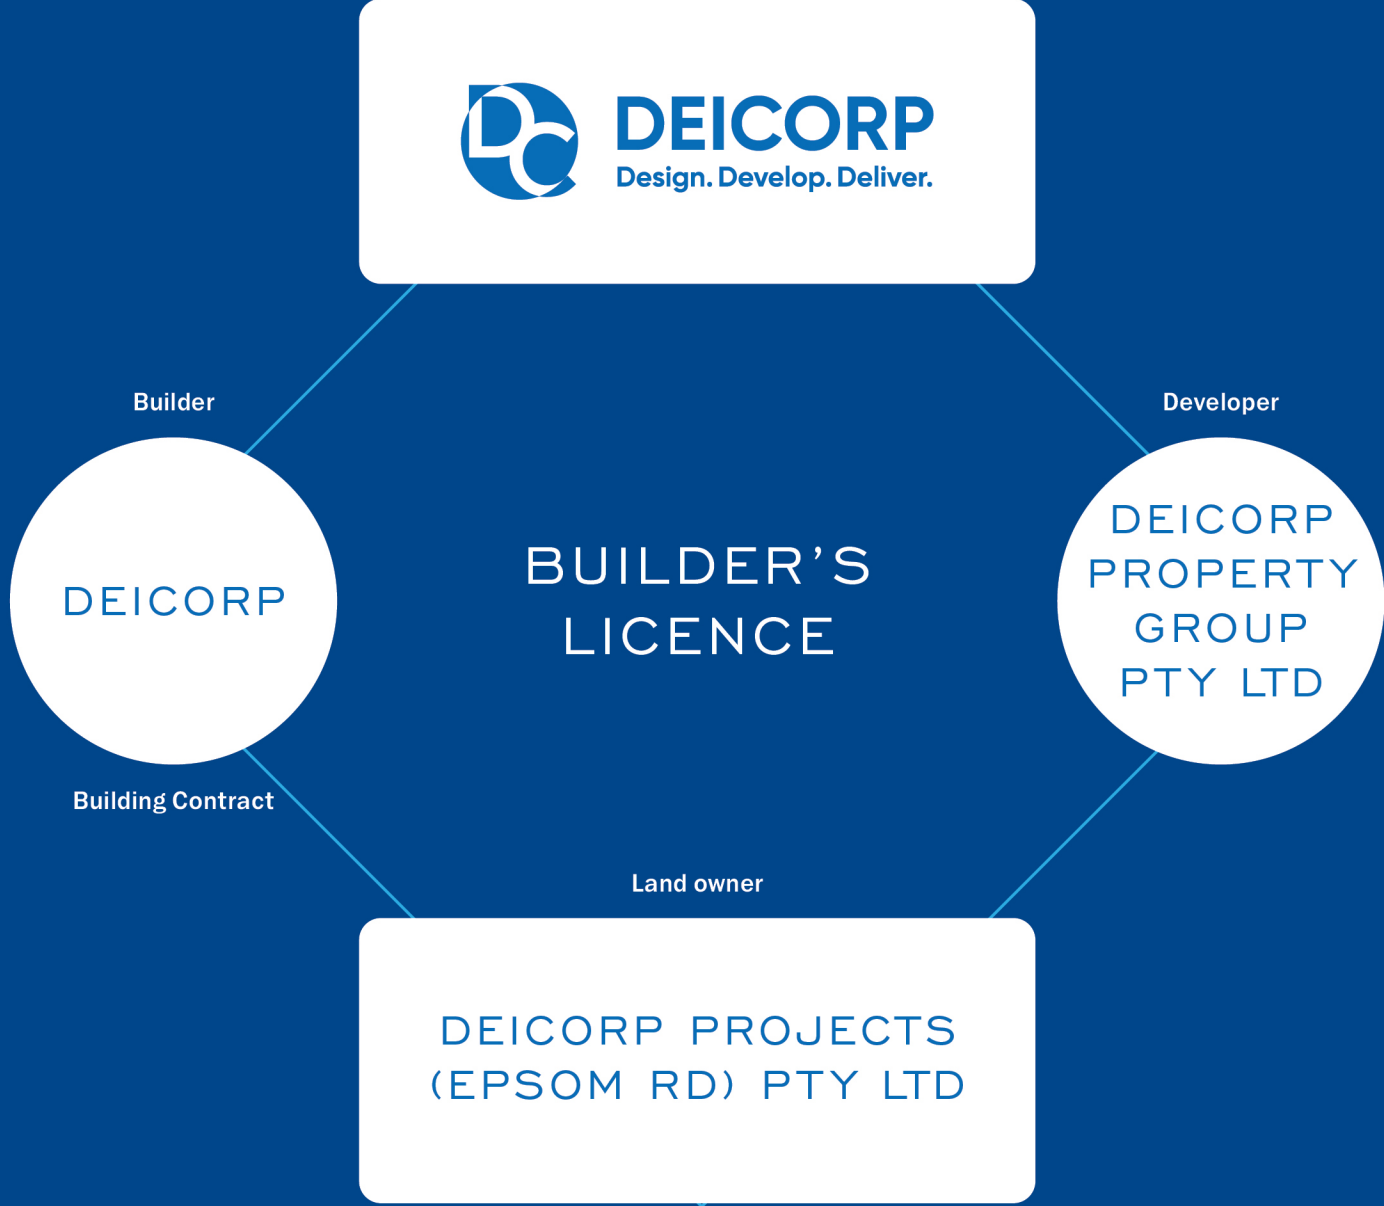 DC
DEICORP
Design. Develop. Deliver.
Builder
Developer
DEICORP
BUILDER’S
LICENCE
DEICORP
PROPERTY
GROUP
PTY LTD
Building Contract
Land owner
DEICORP PROJECTS
(EPSOM RD) PTY LTD